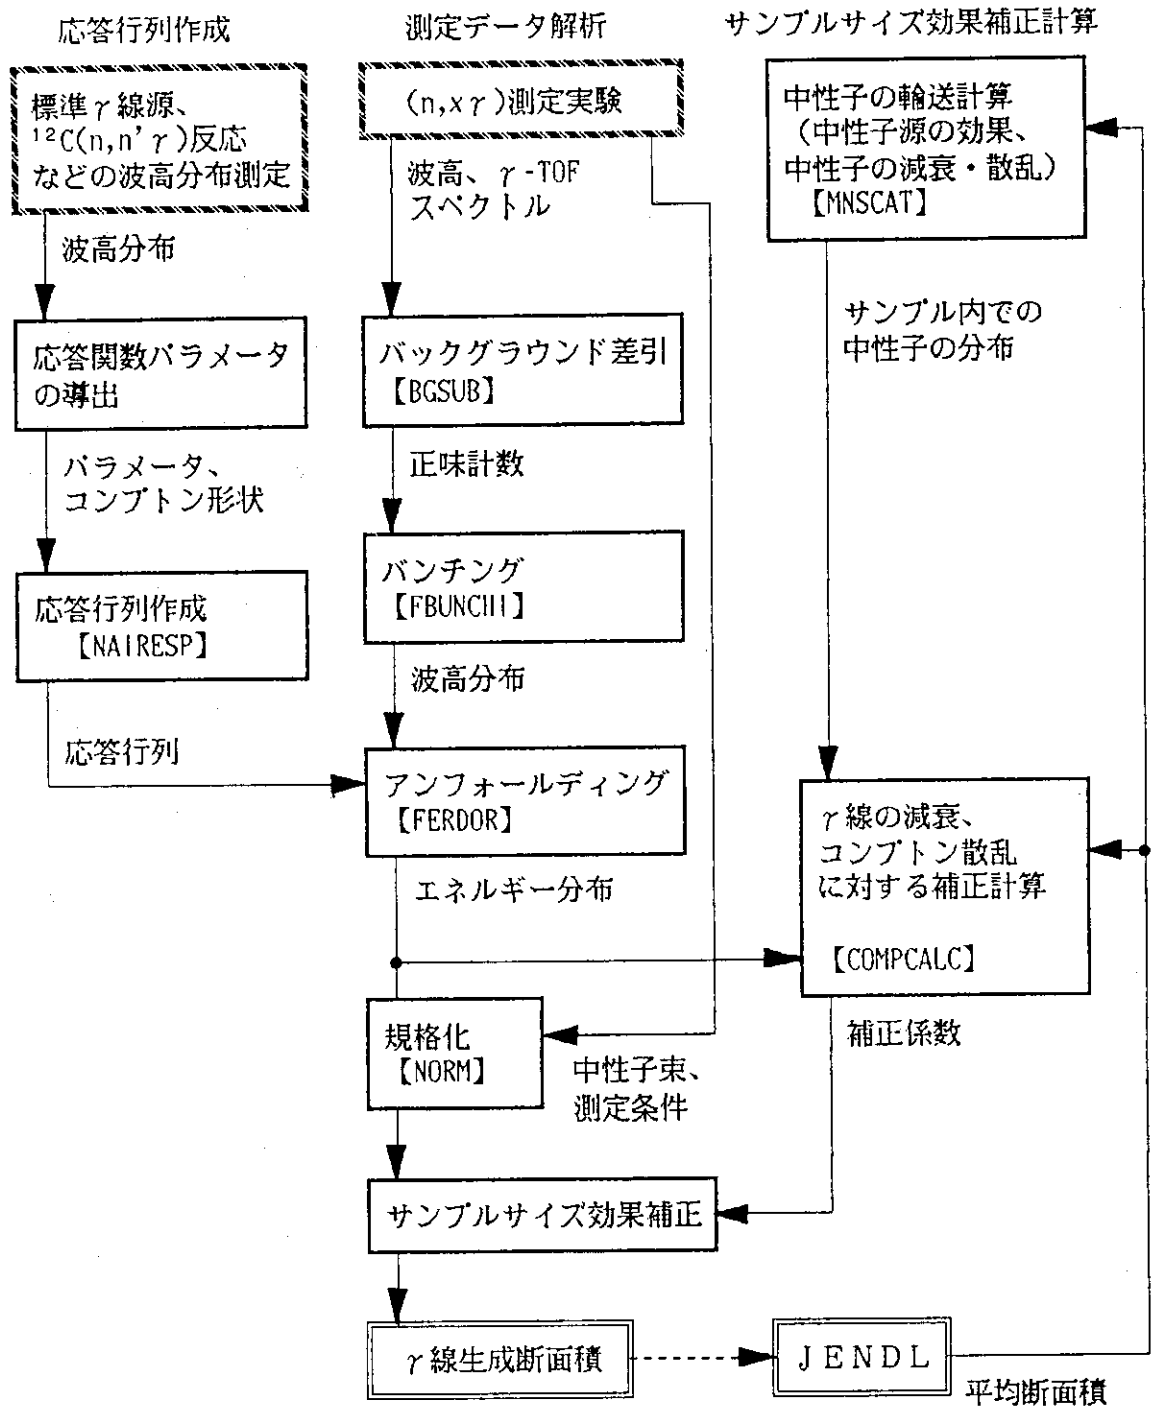 応答行列作成
標準γ線源、
¹²C(n,n'γ)反応
などの波高分布測定
波高分布
応答関数パラメータ
の導出
パラメータ、
コンプトン形状
応答行列作成
【NAIRESP】
応答行列
測定データ解析
(n,xγ)測定実験
波高、γ-TOF
スペクトル
バックグラウンド差引
【BGSUB】
正味計数
バンチング
【FBUNCHI】
波高分布
アンフォールディング
【FERDOR】
エネルギー分布
規格化
【NORM】
中性子束、
測定条件
サンプルサイズ効果補正
γ線生成断面積
サンプルサイズ効果補正計算
中性子の輸送計算
(中性子源の効果、
中性子の減衰・散乱)
【MNSCAT】
サンプル内での
中性子の分布
γ線の減衰、
コンプトン散乱
に対する補正計算
【COMPCALC】
補正係数
JENDL
平均断面積